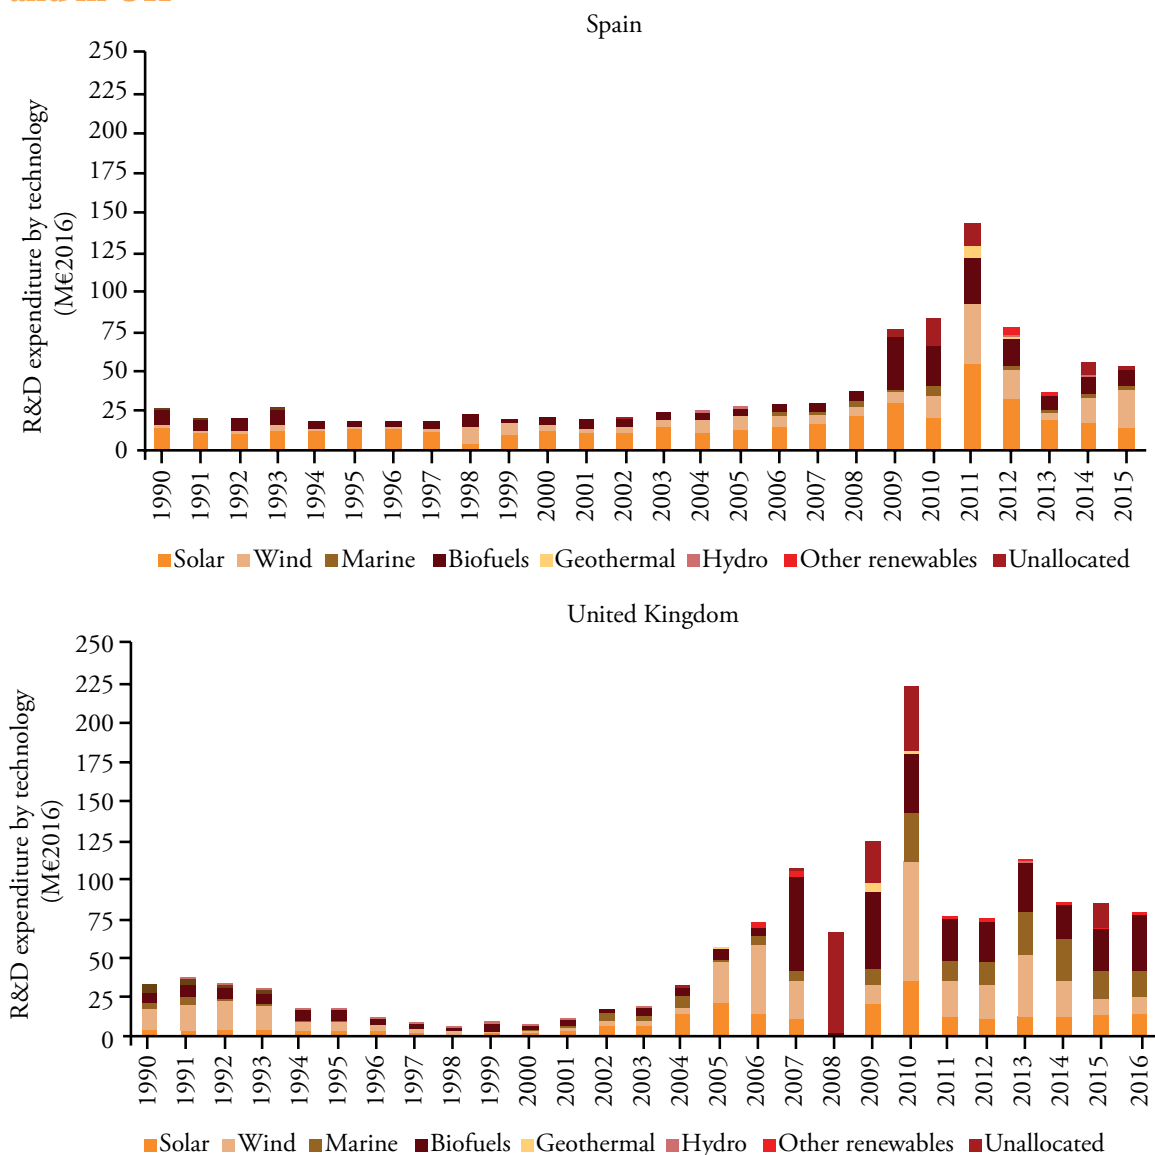 and in UK
Spain
R&D expenditure by technology
(M€2016)
250
225
200
175
150
125
100
75
50
25
0
1990 1991 1992 1993 1994 1995 1996 1997 1998 1999 2000 2001 2002 2003 2004 2005 2006 2007 2008 2009 2010 2011 2012 2013 2014 2015
Solar Wind Marine Biofuels Geothermal Hydro Other renewables Unallocated
United Kingdom
R&D expenditure by technology
(M€2016)
250
225
200
175
150
125
100
75
50
25
0
1990 1991 1992 1993 1994 1995 1996 1997 1998 1999 2000 2001 2002 2003 2004 2005 2006 2007 2008 2009 2010 2011 2012 2013 2014 2015 2016
Solar Wind Marine Biofuels Geothermal Hydro Other renewables Unallocated